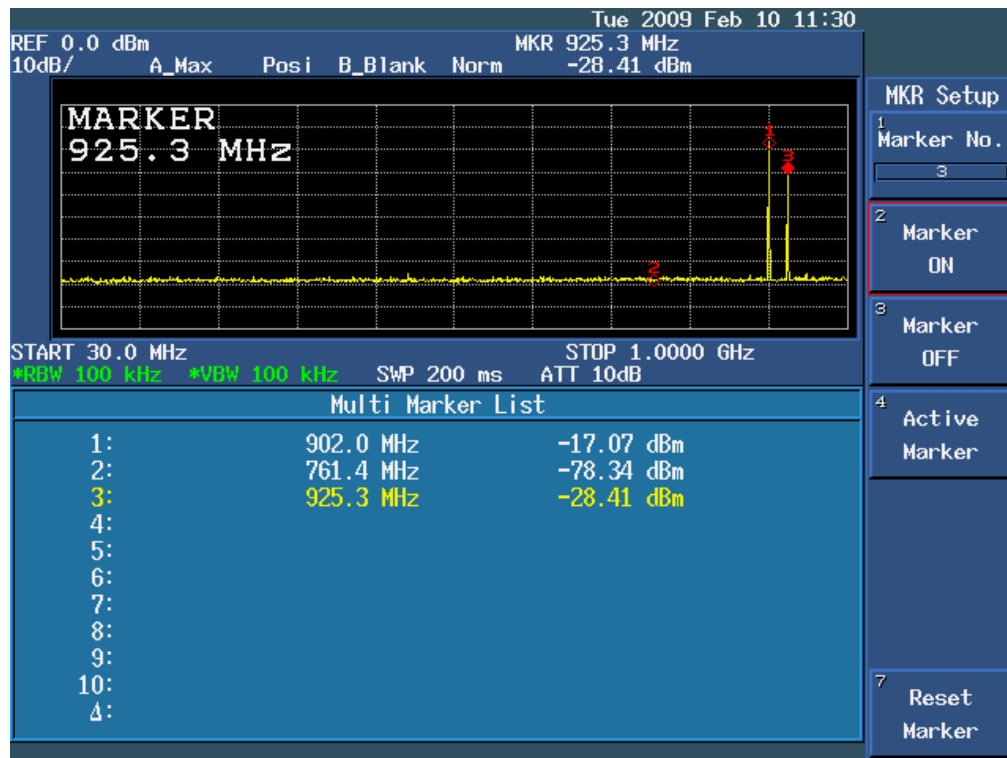 Tue 2009 Feb 10 11:30
REF 0.0 dBm MKR 925.3 MHz
10dB/ A_Max Posi B_Blank Norm -28.41 dBm
MARKER
925.3 MHz
1
3
2
START 30.0 MHz STOP 1.0000 GHz
*RBW 100 kHz *VBW 100 kHz SWP 200 ms ATT 10dB
Multi Marker List
1: 902.0 MHz -17.07 dBm
2: 761.4 MHz -78.34 dBm
3: 925.3 MHz -28.41 dBm
4:
5:
6:
7:
8:
9:
10:
Δ:
MKR Setup
1
Marker No.
3
2
Marker
ON
3
Marker
OFF
4
Active
Marker
7
Reset
Marker